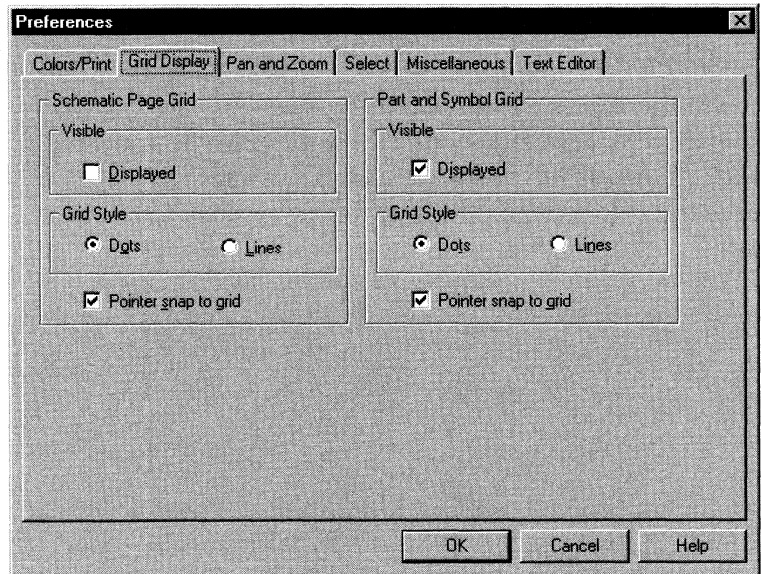 Preferences
Colors/Print Grid Display Pan and Zoom Select Miscellaneous Text Editor
Schematic Page Grid
Visible
Displayed
Grid Style
Dots Lines
Pointer snap to grid
Part and Symbol Grid
Visible
Displayed
Grid Style
Dots Lines
Pointer snap to grid
OK Cancel Help